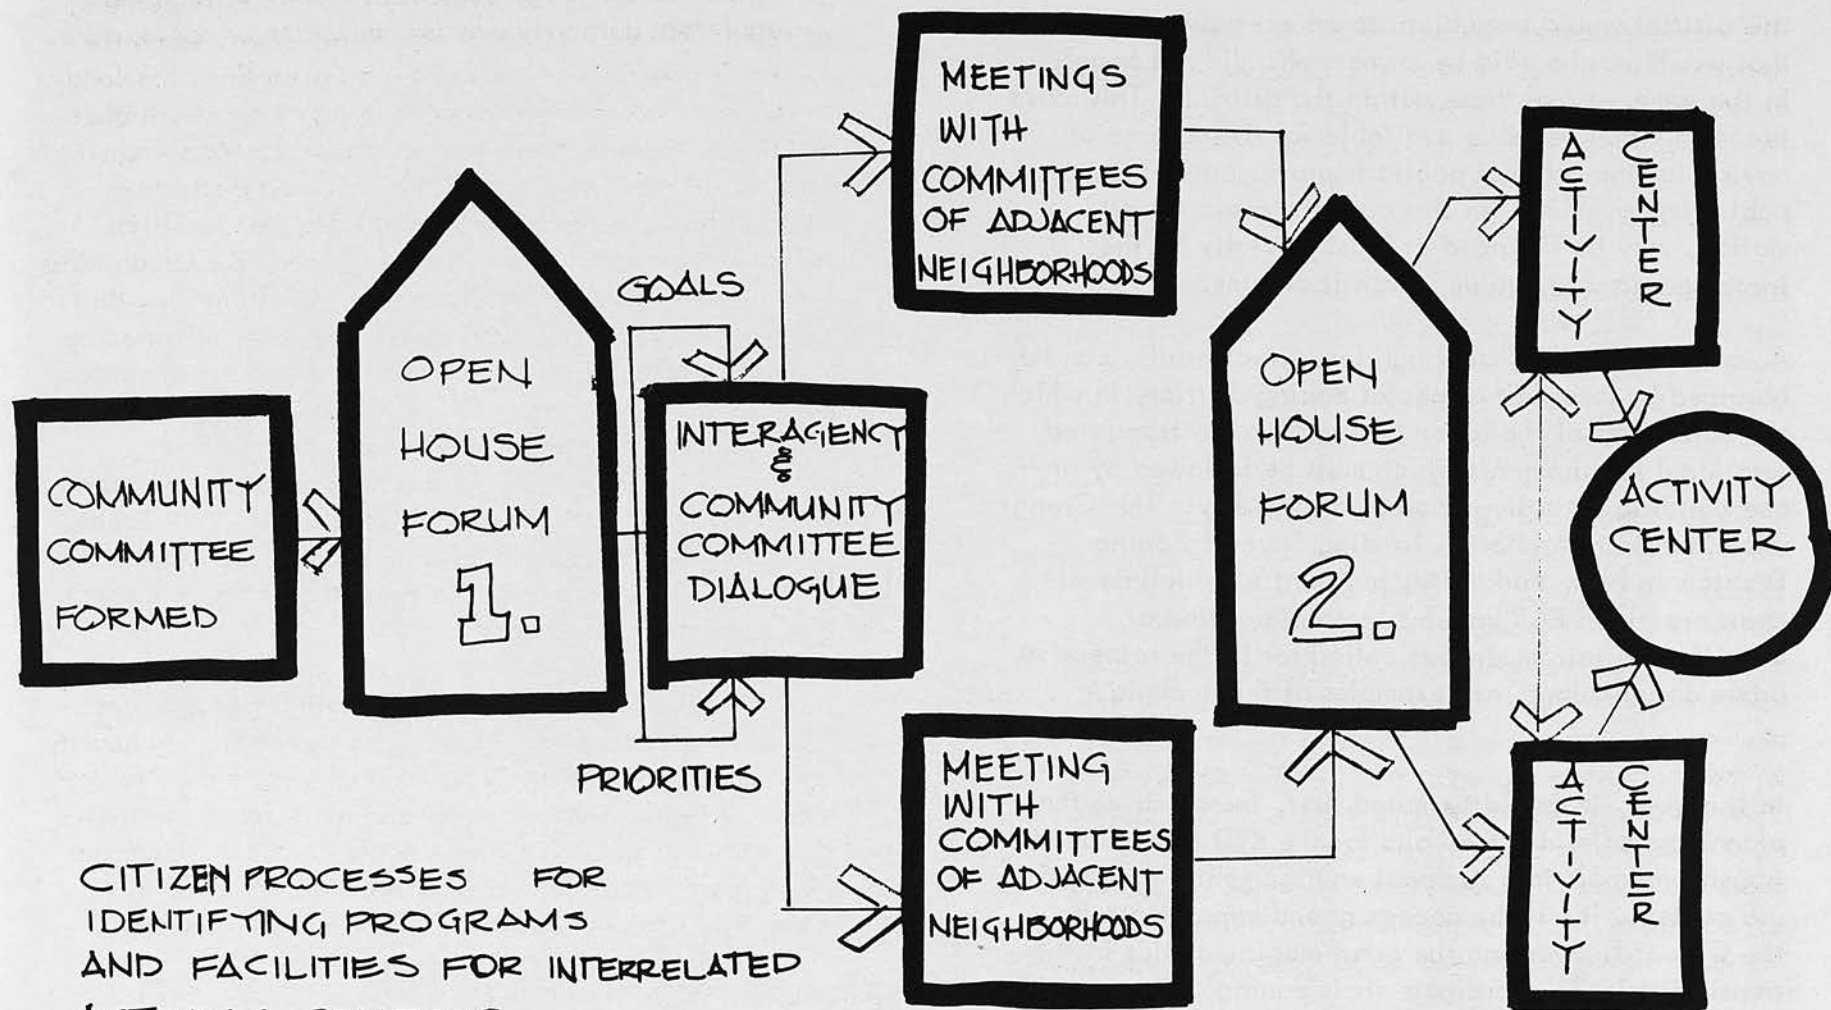 COMMUNITY
COMMITTEE
FORMED
OPEN
HOUSE
FORUM
1.
GOALS
PRIORITIES
INTERAGENCY
&
COMMUNITY
COMMITTEE
DIALOGUE
MEETINGS
WITH
COMMITTEES
OF ADJACENT
NEIGHBORHOODS
MEETING
WITH
COMMITTEES
OF ADJACENT
NEIGHBORHOODS
OPEN
HOUSE
FORUM
2.
ACTIVITY
CENTER
ACTIVITY
CENTER
ACTIVITY
CENTER
CITIZEN PROCESSES FOR
IDENTIFYING PROGRAMS
AND FACILITIES FOR INTERRELATED